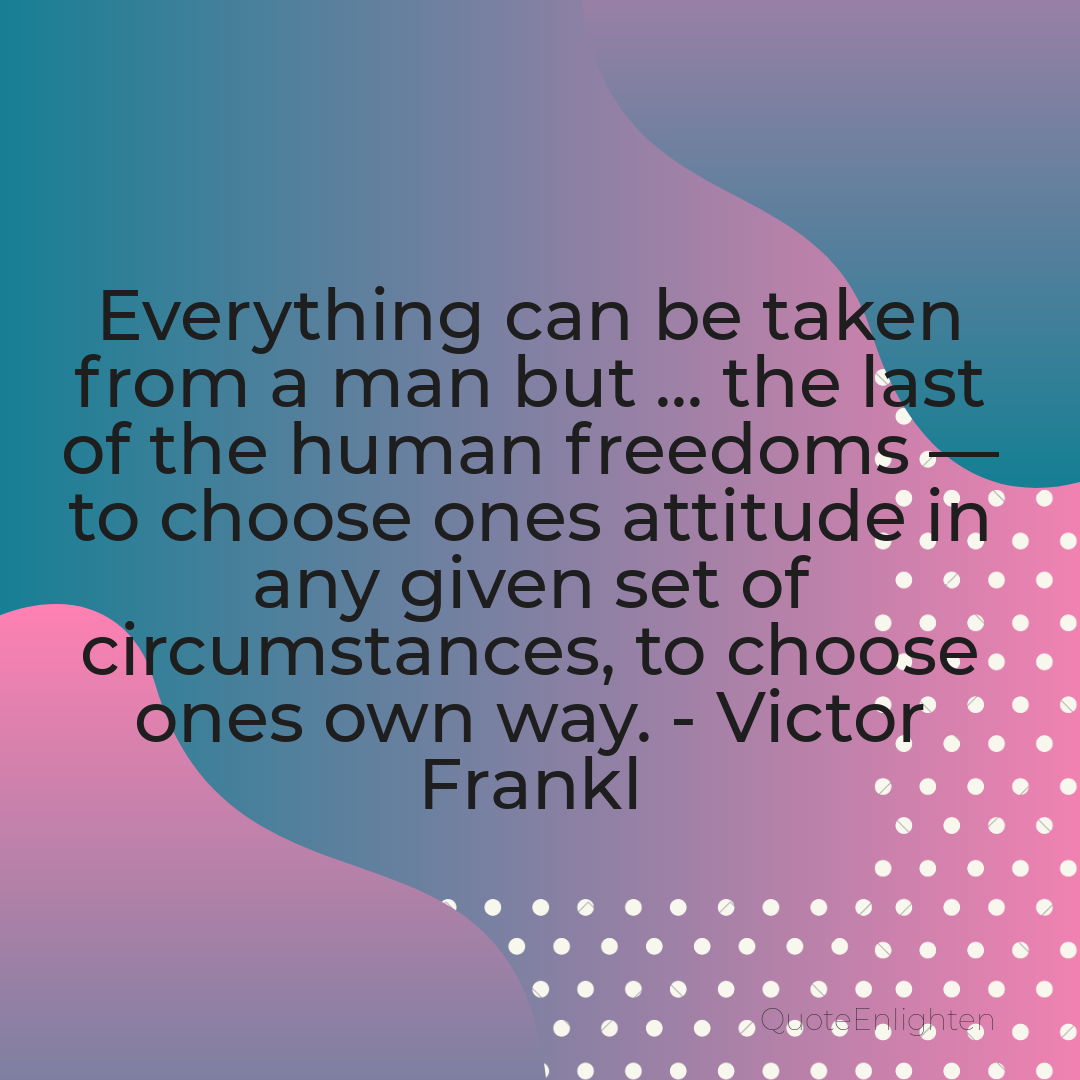 Everything can be taken
from a man but ... the last
of the human freedoms —
to choose ones attitude in
any given set of
circumstances, to choose
ones own way. - Victor
Frankl
QuoteEnlighten